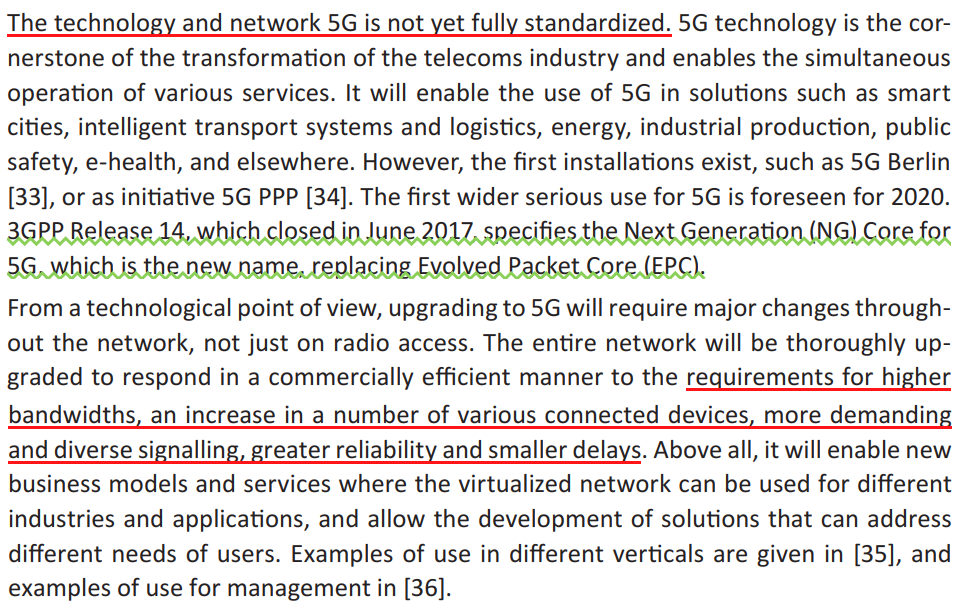 The technology and network 5G is not yet fully standardized. 5G technology is the cor-
nerstone of the transformation of the telecoms industry and enables the simultaneous
operation of various services. It will enable the use of 5G in solutions such as smart
cities, intelligent transport systems and logistics, energy, industrial production, public
safety, e-health, and elsewhere. However, the first installations exist, such as 5G Berlin
[33], or as initiative 5G PPP [34]. The first wider serious use for 5G is foreseen for 2020.
3GPP Release 14, which closed in June 2017, specifies the Next Generation (NG) Core for
5G, which is the new name, replacing Evolved Packet Core (EPC).
From a technological point of view, upgrading to 5G will require major changes through-
out the network, not just on radio access. The entire network will be thoroughly up-
graded to respond in a commercially efficient manner to the requirements for higher
bandwidths, an increase in a number of various connected devices, more demanding
and diverse signalling, greater reliability and smaller delays. Above all, it will enable new
business models and services where the virtualized network can be used for different
industries and applications, and allow the development of solutions that can address
different needs of users. Examples of use in different verticals are given in [35], and
examples of use for management in [36].